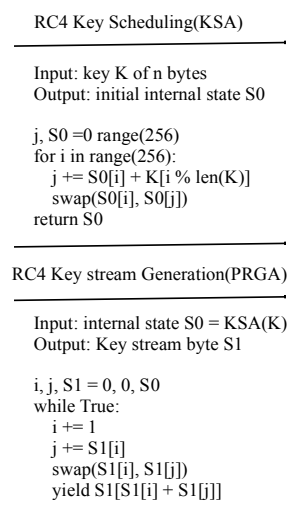 RC4 Key Scheduling(KSA)
Input: key K of n bytes
Output: initial internal state S0
j, S0 =0 range(256)
for i in range(256):
j += S0[i] + K[i % len(K)]
swap(S0[i], S0[j])
return S0
RC4 Key stream Generation(PRGA)
Input: internal state S0 = KSA(K)
Output: Key stream byte S1
i, j, S1 = 0, 0, S0
while True:
i += 1
j += S1[i]
swap(S1[i], S1[j])
yield S1[S1[i] + S1[j]]